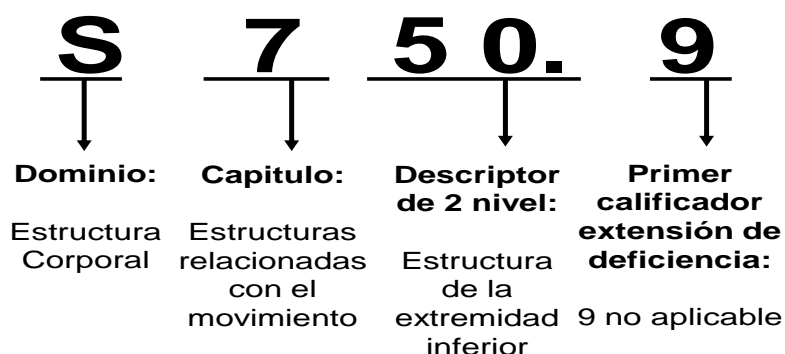 S 7 50. 9
Dominio:
Estructura
Corporal
Capitulo:
Estructuras
relacionadas
con el
movimiento
Descriptor
de 2 nivel:
Estructura
de la
extremidad
inferior
Primer
calificador
extensión de
deficiencia:
9 no aplicable